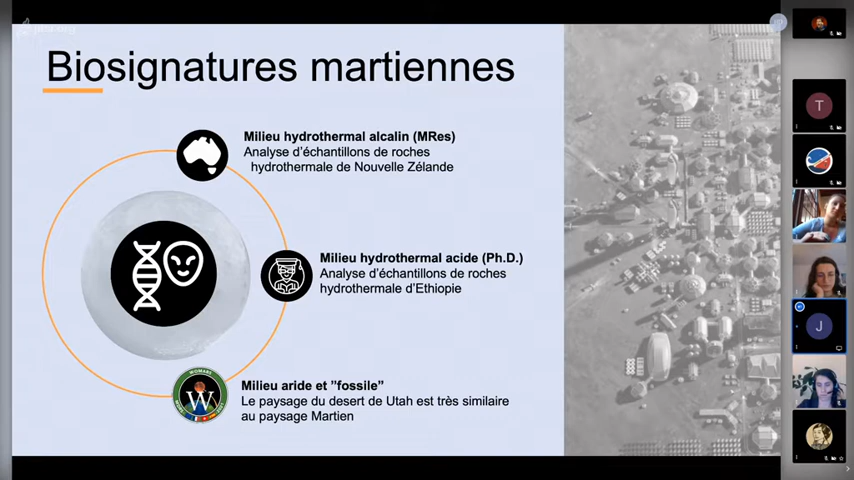 Biosignatures martiennes
Milieu hydrothermal alcalin (MRes)
Analyse d'échantillons de roches
hydrothermale de Nouvelle Zélande
Milieu hydrothermal acide (Ph.D.)
Analyse d'échantillons de roches
hydrothermale d'Ethiopie
Milieu aride et "fossile"
Le paysage du desert de Utah est très similaire
au paysage Martien
W
T
J